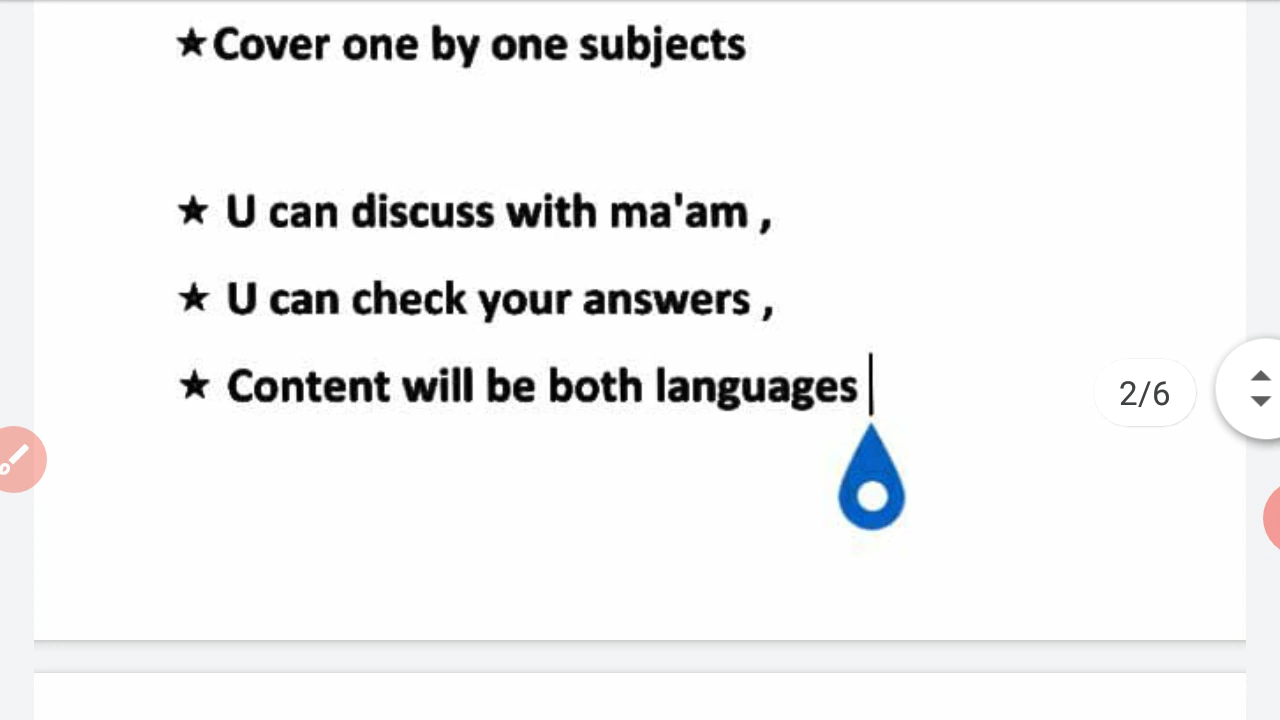 ★Cover one by one subjects
★ U can discuss with ma'am ,
★ U can check your answers ,
★ Content will be both languages
2/6